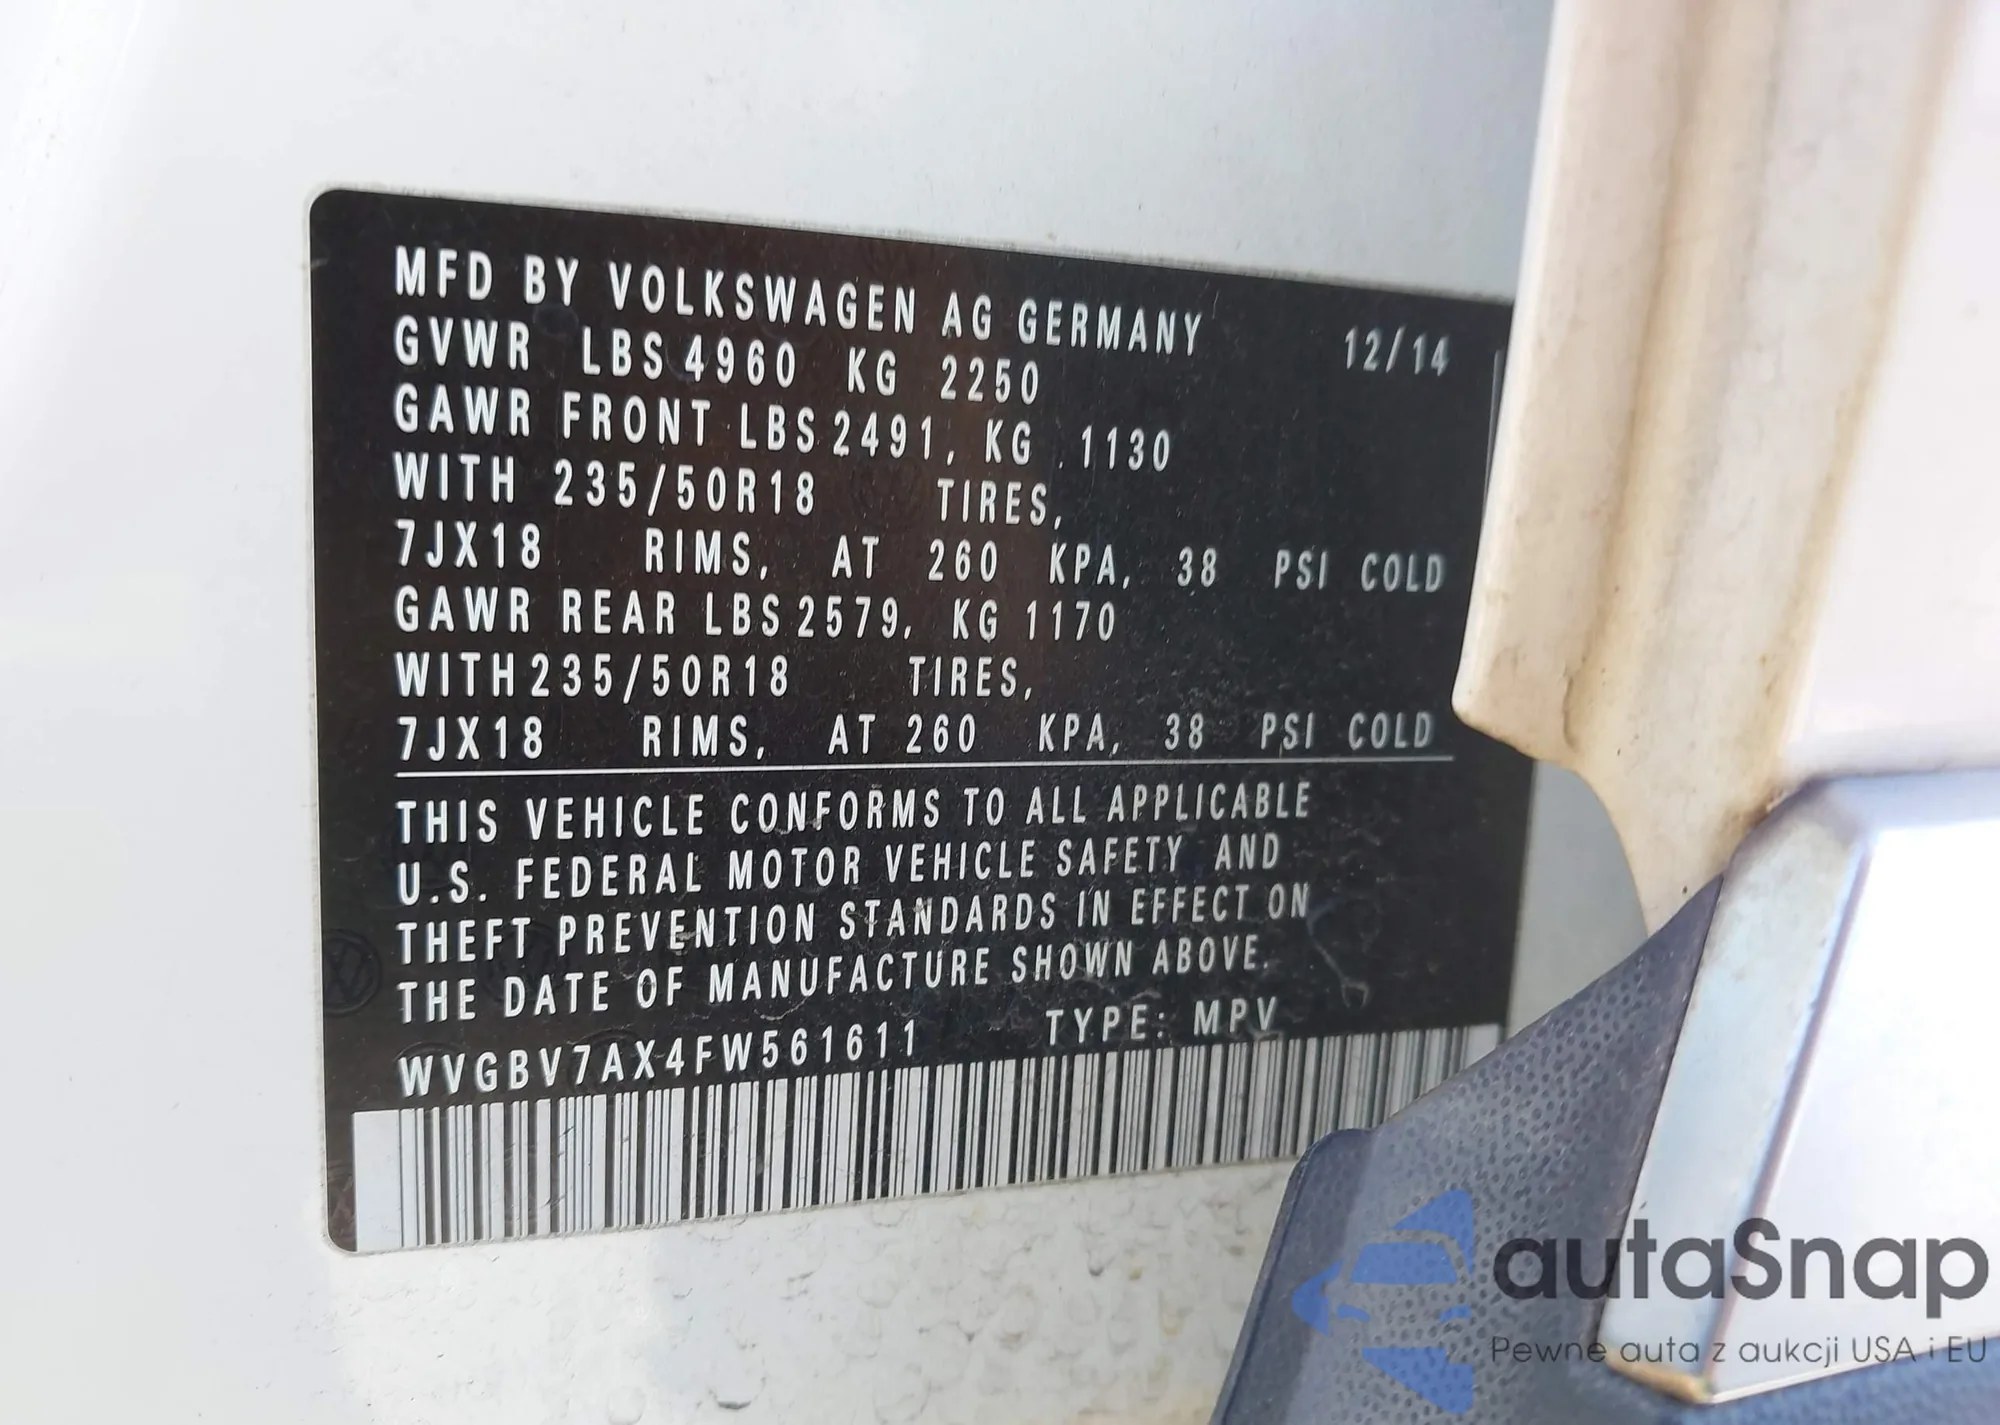 MFD BY VOLKSWAGEN AG GERMANY 12/14
GVWR LBS 4960 KG 2250
GAWR FRONT LBS 2491, KG 1130
WITH 235/50R18 TIRES,
7JX18 RIMS, AT 260 KPA, 38 PSI COLD
GAWR REAR LBS 2579, KG 1170
WITH 235/50R18 TIRES,
7JX18 RIMS, AT 260 KPA, 38 PSI COLD
THIS VEHICLE CONFORMS TO ALL APPLICABLE
U.S. FEDERAL MOTOR VEHICLE SAFETY AND
THEFT PREVENTION STANDARDS IN EFFECT ON
THE DATE OF MANUFACTURE SHOWN ABOVE.
WVGBV7AX4FW561611 TYPE: MPV
autaSnap
Pewne auta z aukcji USA i EU